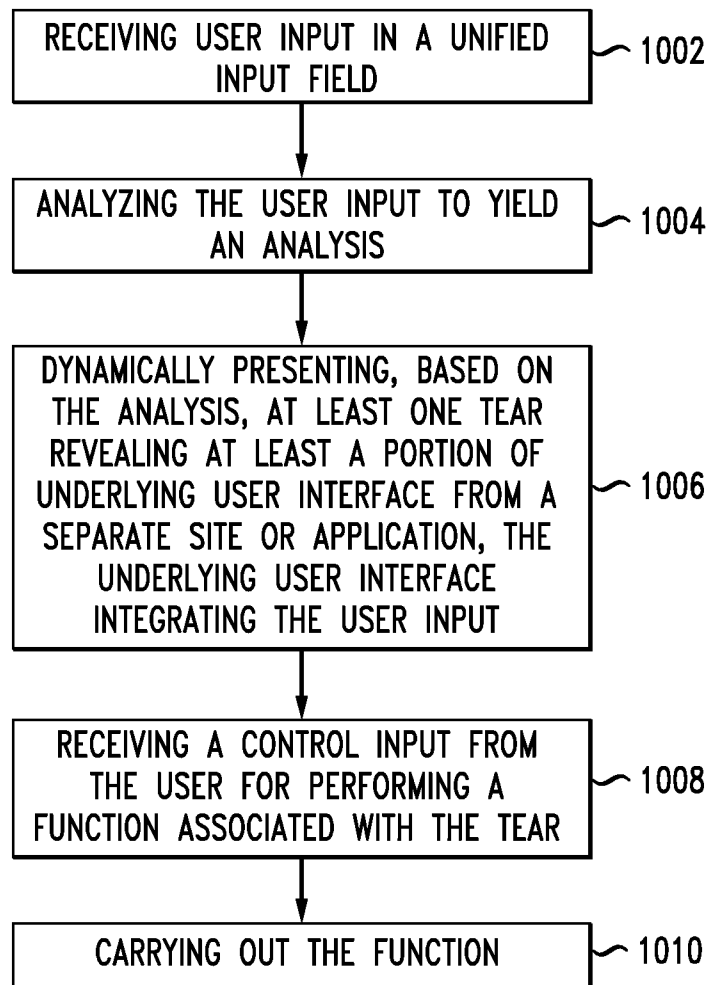 RECEIVING USER INPUT IN A UNIFIED
INPUT FIELD
1002
ANALYZING THE USER INPUT TO YIELD
AN ANALYSIS
1004
DYNAMICALLY PRESENTING, BASED ON
THE ANALYSIS, AT LEAST ONE TEAR
REVEALING AT LEAST A PORTION OF
UNDERLYING USER INTERFACE FROM A
SEPARATE SITE OR APPLICATION, THE
UNDERLYING USER INTERFACE
INTEGRATING THE USER INPUT
1006
RECEIVING A CONTROL INPUT FROM
THE USER FOR PERFORMING A
FUNCTION ASSOCIATED WITH THE TEAR
1008
CARRYING OUT THE FUNCTION
1010